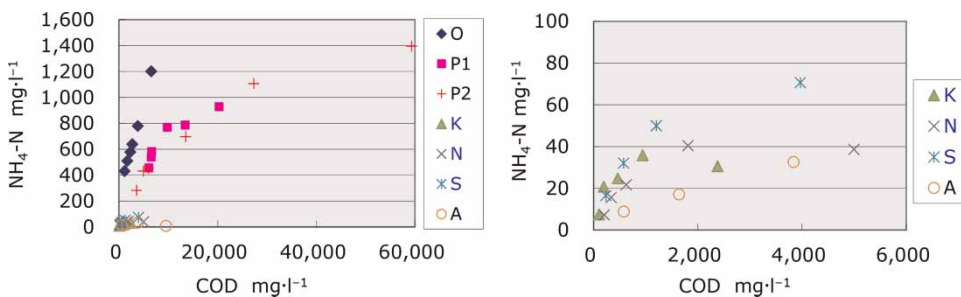 1,600
1,400
1,200
1,000
800
600
400
200
0
NH₄-N mg·l⁻¹
0 20,000 40,000 60,000
COD mg·l⁻¹
O
P1
P2
K
N
S
A
100
80
60
40
20
0
NH₄-N mg·l⁻¹
0 2,000 4,000 6,000
COD mg·l⁻¹
K
N
S
A